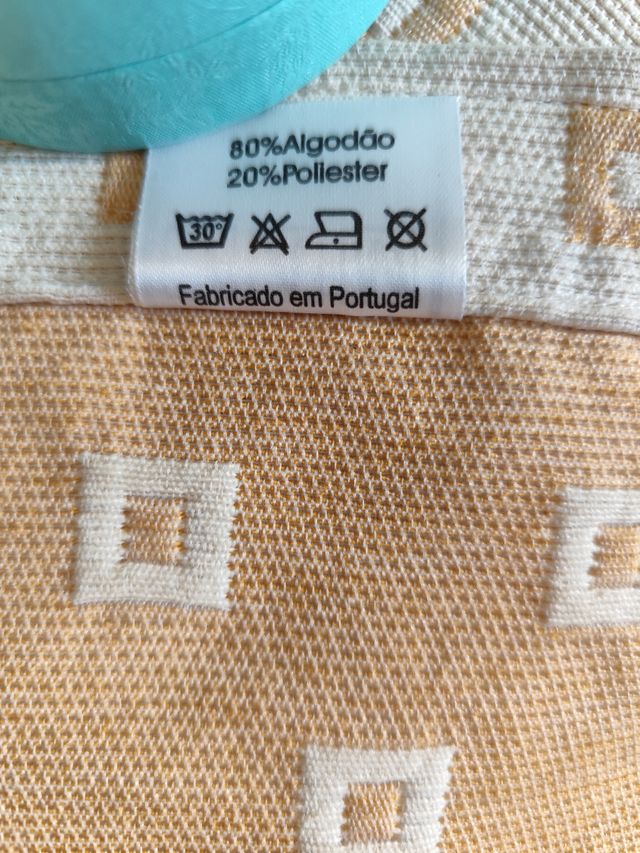 80%Algodão
20%Poliester
30°
Fabricado em Portugal